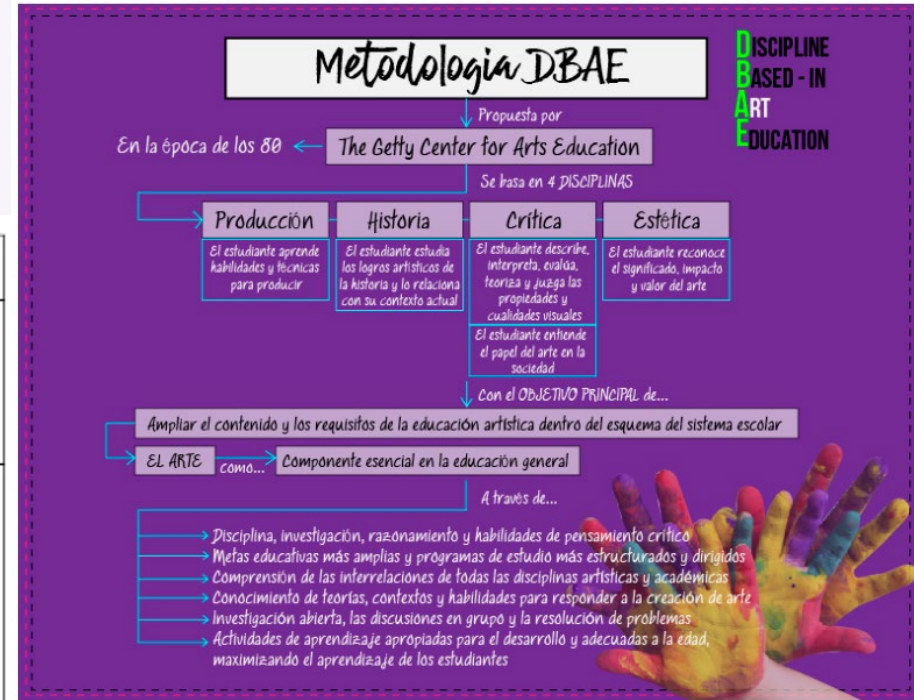 Metodologia DBAE
DISCIPLINE
BASED - IN
ART
EDUCATION
Propuesta por
En la época de los 80
The Getty Center for Arts Education
Se basa en 4 DISCIPLINAS
Producción
El estudiante aprende
habilidades y técnicas
para producir
Historia
El estudiante estudia
los logros artísticos de
la historia y lo relaciona
con su contexto actual
Crítica
El estudiante describe,
interpreta, evalúa,
teoriza y juzga las
propiedades y
cualidades visuales
El estudiante entiende
el papel del arte en la
sociedad
Estética
El estudiante reconoce
el significado, impacto
y valor del arte
Con el OBJETIVO PRINCIPAL de...
Ampliar el contenido y los requisitos de la educación artística dentro del esquema del sistema escolar
EL ARTE
como...
Componente esencial en la educación general
A través de...
Disciplina, investigación, razonamiento y habilidades de pensamiento crítico
Metas educativas más amplias y programas de estudio más estructurados y dirigidos
Comprensión de las interrelaciones de todas las disciplinas artísticas y académicas
Conocimiento de teorías, contextos y habilidades para responder a la creación de arte
Investigación abierta, las discusiones en grupo y la resolución de problemas
Actividades de aprendizaje apropiadas para el desarrollo y adecuadas a la edad,
maximizando el aprendizaje de los estudiantes